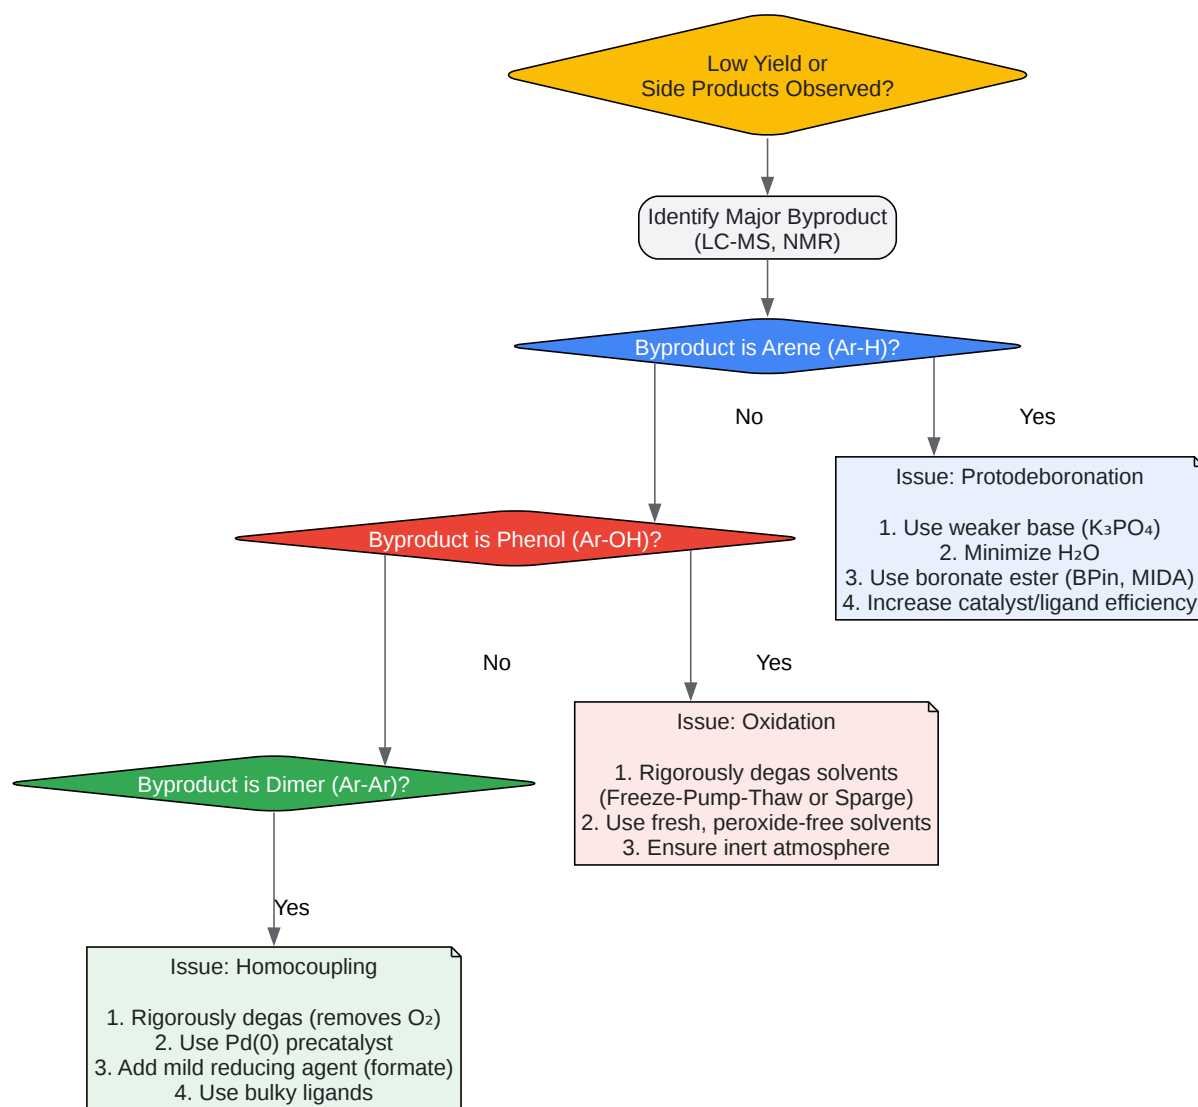 Low Yield or
Side Products Observed?
Identify Major Byproduct
(LC-MS, NMR)
Byproduct is Arene (Ar-H)?
No
Yes
Issue: Protodeboronation
1. Use weaker base (K₃PO₄)
2. Minimize H₂O
3. Use boronate ester (BPin, MIDA)
4. Increase catalyst/ligand efficiency
Byproduct is Phenol (Ar-OH)?
No
Yes
Issue: Oxidation
1. Rigorously degas solvents
(Freeze-Pump-Thaw or Sparge)
2. Use fresh, peroxide-free solvents
3. Ensure inert atmosphere
Byproduct is Dimer (Ar-Ar)?
Yes
Issue: Homocoupling
1. Rigorously degas (removes O₂)
2. Use Pd(0) precatalyst
3. Add mild reducing agent (formate)
4. Use bulky ligands